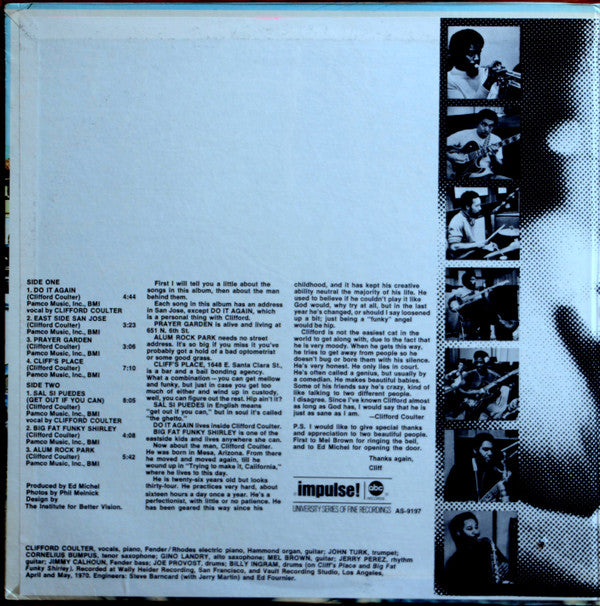 SIDE ONE
1. DO IT AGAIN
(Clifford Coulter) 4:44
Pamco Music, Inc., BMI
vocal by CLIFFORD COULTER
2. EAST SIDE SAN JOSE
(Clifford Coulter) 3:23
Pamco Music, Inc., BMI
3. PRAYER GARDEN
(Clifford Coulter) 3:06
Pamco Music, Inc., BMI
4. CLIFF'S PLACE
(Clifford Coulter) 7:10
Pamco Music, Inc., BMI
SIDE TWO
1. SAL SI PUEDES
(GET OUT IF YOU CAN) 8:05
(Clifford Coulter)
Pamco Music, Inc., BMI
vocal by CLIFFORD COULTER
2. BIG FAT FUNKY SHIRLEY
(Clifford Coulter) 4:08
Pamco Music, Inc., BMI
3. ALUM ROCK PARK
(Clifford Coulter) 5:42
Pamco Music, Inc., BMI
Produced by Ed Michel
Photos by Phil Melnick
Design by
The Institute for Better Vision.
First I will tell you a little about the
songs in this album, then about the man
behind them.
Each song in this album has an address
in San Jose, except DO IT AGAIN, which
is a personal thing with Clifford.
PRAYER GARDEN is alive and living at
651 N. 6th St.
ALUM ROCK PARK needs no street
address. It's so big if you miss it you've
probably got a hold of a bad optometrist
or some good grass.
CLIFF'S PLACE, 1648 E. Santa Clara St.,
is a bar and a bail bonding agency.
What a combination—you can get mellow
and funky, but just in case you get too
much of either and wind up in custody,
well, you can figure out the rest. Hip ain't it?
SAL SI PUEDES in English means
"get out if you can," but in soul it's called
"the ghetto."
DO IT AGAIN lives inside Clifford Coulter.
BIG FAT FUNKY SHIRLEY is one of the
eastside kids and lives anywhere she can.
Now about the man, Clifford Coulter.
He was born in Mesa, Arizona. From there
he moved and moved again, till he
wound up in "Trying to make it, California,"
where he lives to this day.
He is twenty-six years old but looks
thirty-four. He practices very hard, about
sixteen hours a day once a year. He's a
perfectionist, with little or no patience. He
has been geared this way since his
childhood, and it has kept his creative
ability neutral the majority of his life. He
used to believe if he couldn't play it like
God would, why try at all, but in the last
year he's changed, or should I say loosened
up a bit; just being a "funky" angel
would be hip.
Clifford is not the easiest cat in the
world to get along with, due to the fact that
he is very moody. When he gets this way,
he tries to get away from people so he
doesn't bug or bore them with his silence.
He's very honest. He only lies in court.
He's often called a genius, but usually by
a comedian. He makes beautiful babies.
Some of his friends say he's crazy, kind of
like talking to two different people.
I disagree. Since I've known Clifford almost
as long as God has, I would say that he is
just as sane as I am.
—Clifford Coulter
P.S. I would like to give special thanks
and appreciation to two beautiful people.
First to Mel Brown for ringing the bell,
and to Ed Michel for opening the door.
Thanks again,
Cliff
impulse! abc RECORDS
UNIVERSITY SERIES OF FINE RECORDINGS AS-9197
CLIFFORD COULTER, vocals, piano, Fender/Rhodes electric piano, Hammond organ, guitar; JOHN TURK, trumpet;
CORNELIUS BUMPUS, tenor saxophone; GINO LANDRY, alto saxophone; MEL BROWN, guitar; JERRY PEREZ, rhythm
guitar; JIMMY CALHOUN, Fender bass; JOE PROVOST, drums; BILLY INGRAM, drums (on Cliff's Place and Big Fat
Funky Shirley). Recorded at Wally Heider Recording, San Francisco, and Vault Recording Studio, Los Angeles,
April and May, 1970. Engineers: Steve Barncard (with Jerry Martin) and Ed Fournier.